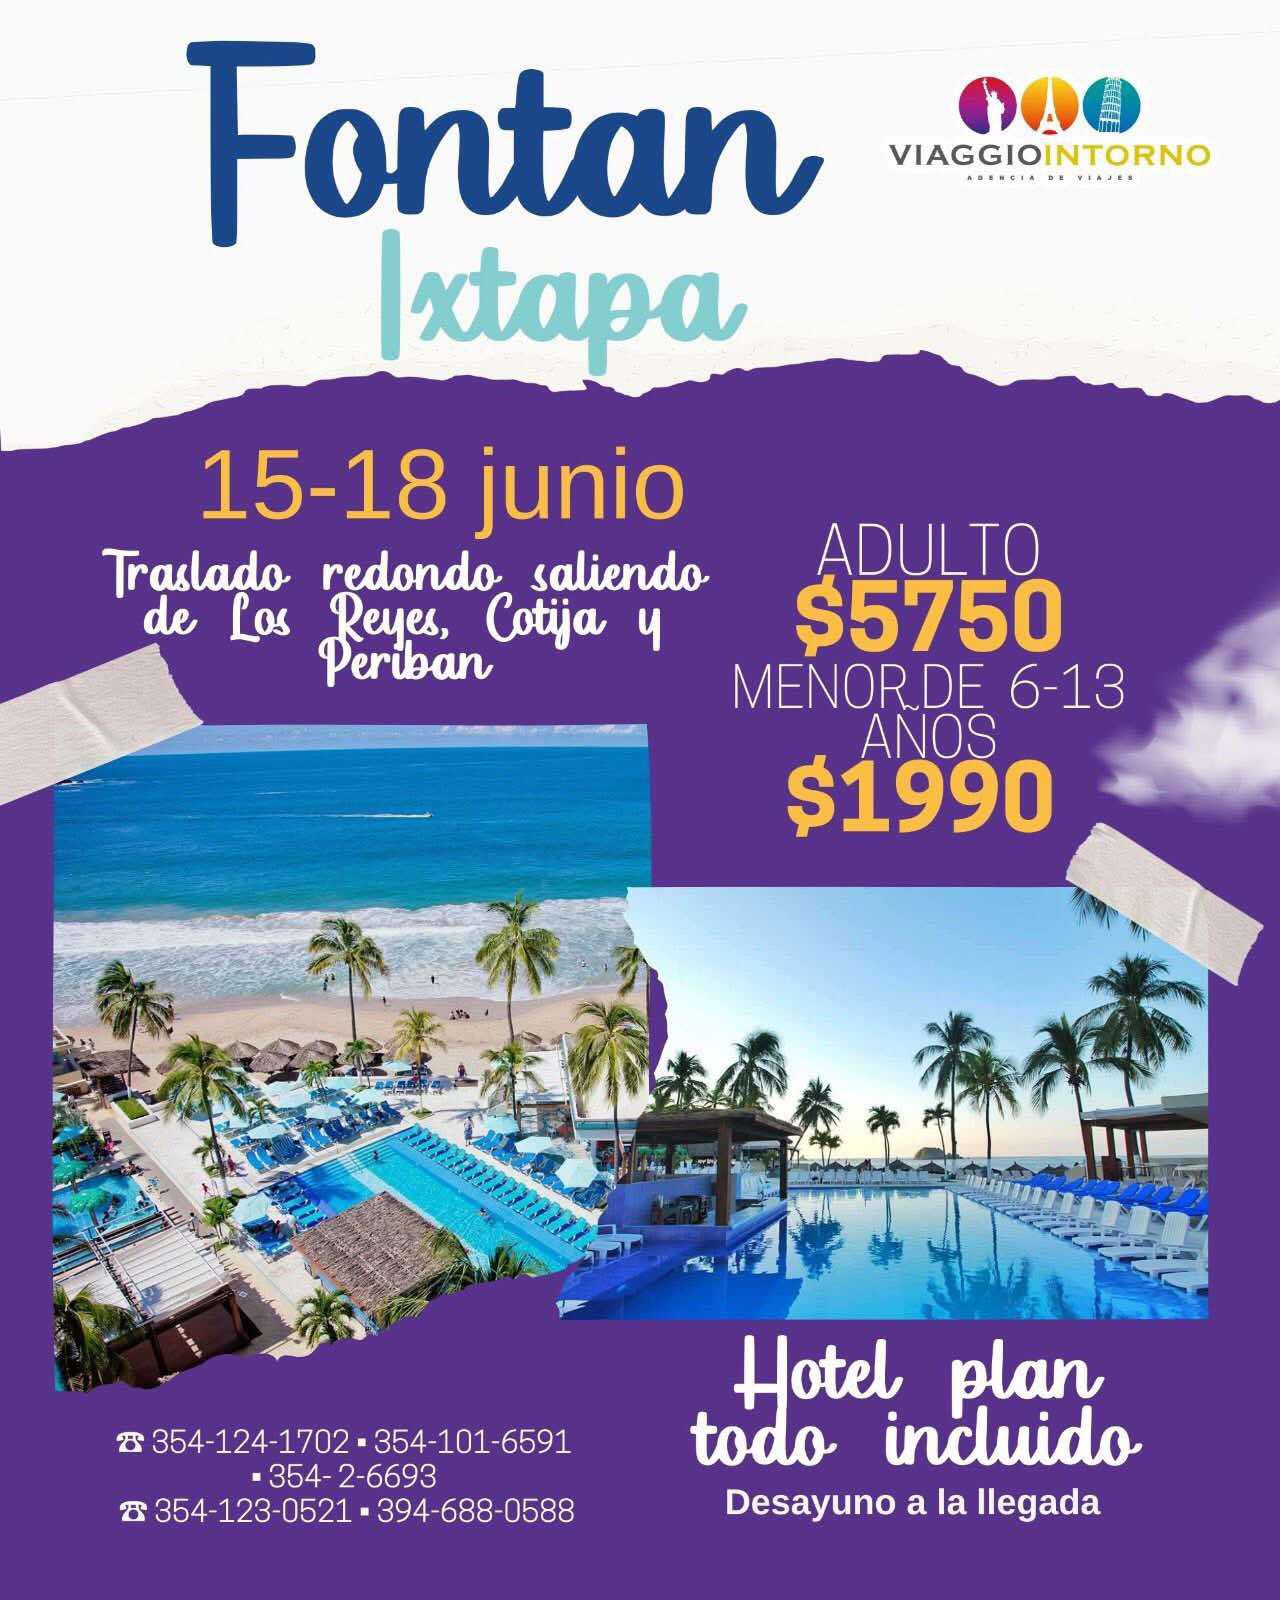 Fontan
Ixtapa
VIAGGIOINTORNO
AGENCIA DE VIAJES
15-18 junio
Traslado redondo saliendo
de Los Reyes, Cotija y
Periban
ADULTO
$5750
MENOR DE 6-13
AÑOS
$1990
Hotel plan
todo incluido
Desayuno a la llegada
☎ 354-124-1702 ▪ 354-101-6591
▪ 354- 2-6693
☎ 354-123-0521 ▪ 394-688-0588